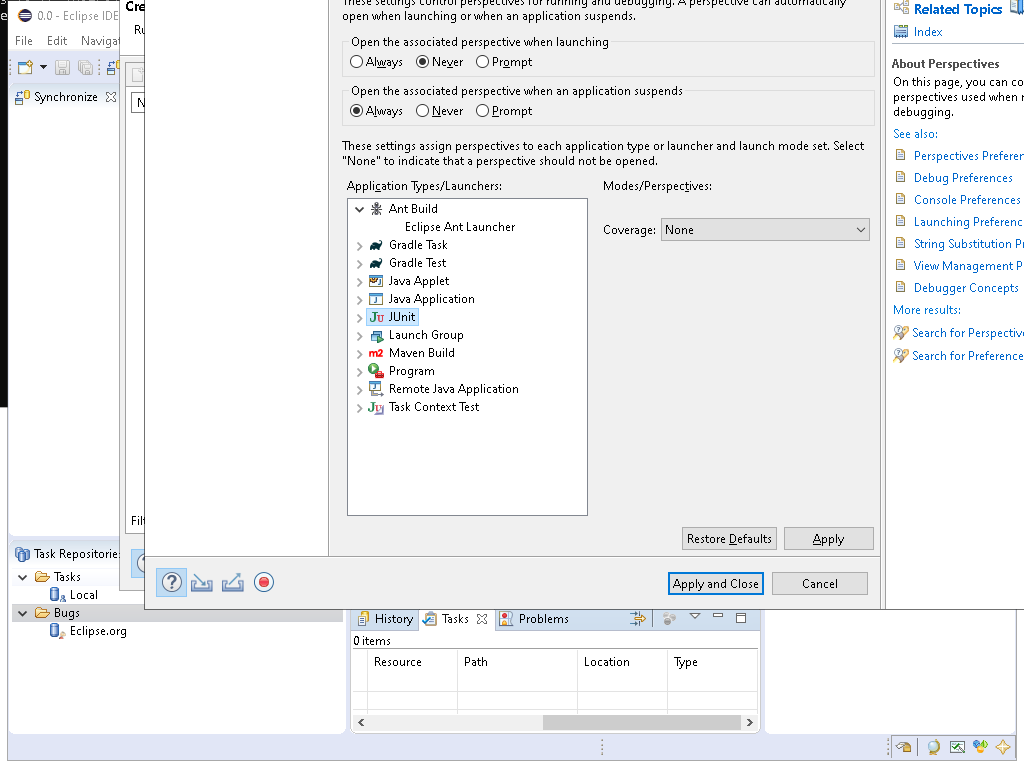 0.0 - Eclipse IDE
File Edit Navigat
Synchronize
Cre
Ru
N
Filt
These settings control perspectives for running and debugging. A perspective can automatically
open when launching or when an application suspends.
Open the associated perspective when launching
Always Never Prompt
Open the associated perspective when an application suspends
Always Never Prompt
These settings assign perspectives to each application type or launcher and launch mode set. Select
"None" to indicate that a perspective should not be opened.
Application Types/Launchers:
Modes/Perspectives:
Ant Build
Eclipse Ant Launcher
Gradle Task
Gradle Test
Java Applet
Java Application
Ju JUnit
Launch Group
m2 Maven Build
Program
Remote Java Application
Ju Task Context Test
Coverage: None
Restore Defaults Apply
Apply and Close Cancel
Related Topics
Index
About Perspectives
On this page, you can co
perspectives used when r
debugging.
See also:
Perspectives Preferen
Debug Preferences
Console Preferences
Launching Preferenc
String Substitution P
View Management P
Debugger Concepts
More results:
Search for Perspective
Search for Preference
Task Repositories
Tasks
Local
Bugs
Eclipse.org
History Tasks Problems
0 items
Resource Path Location Type